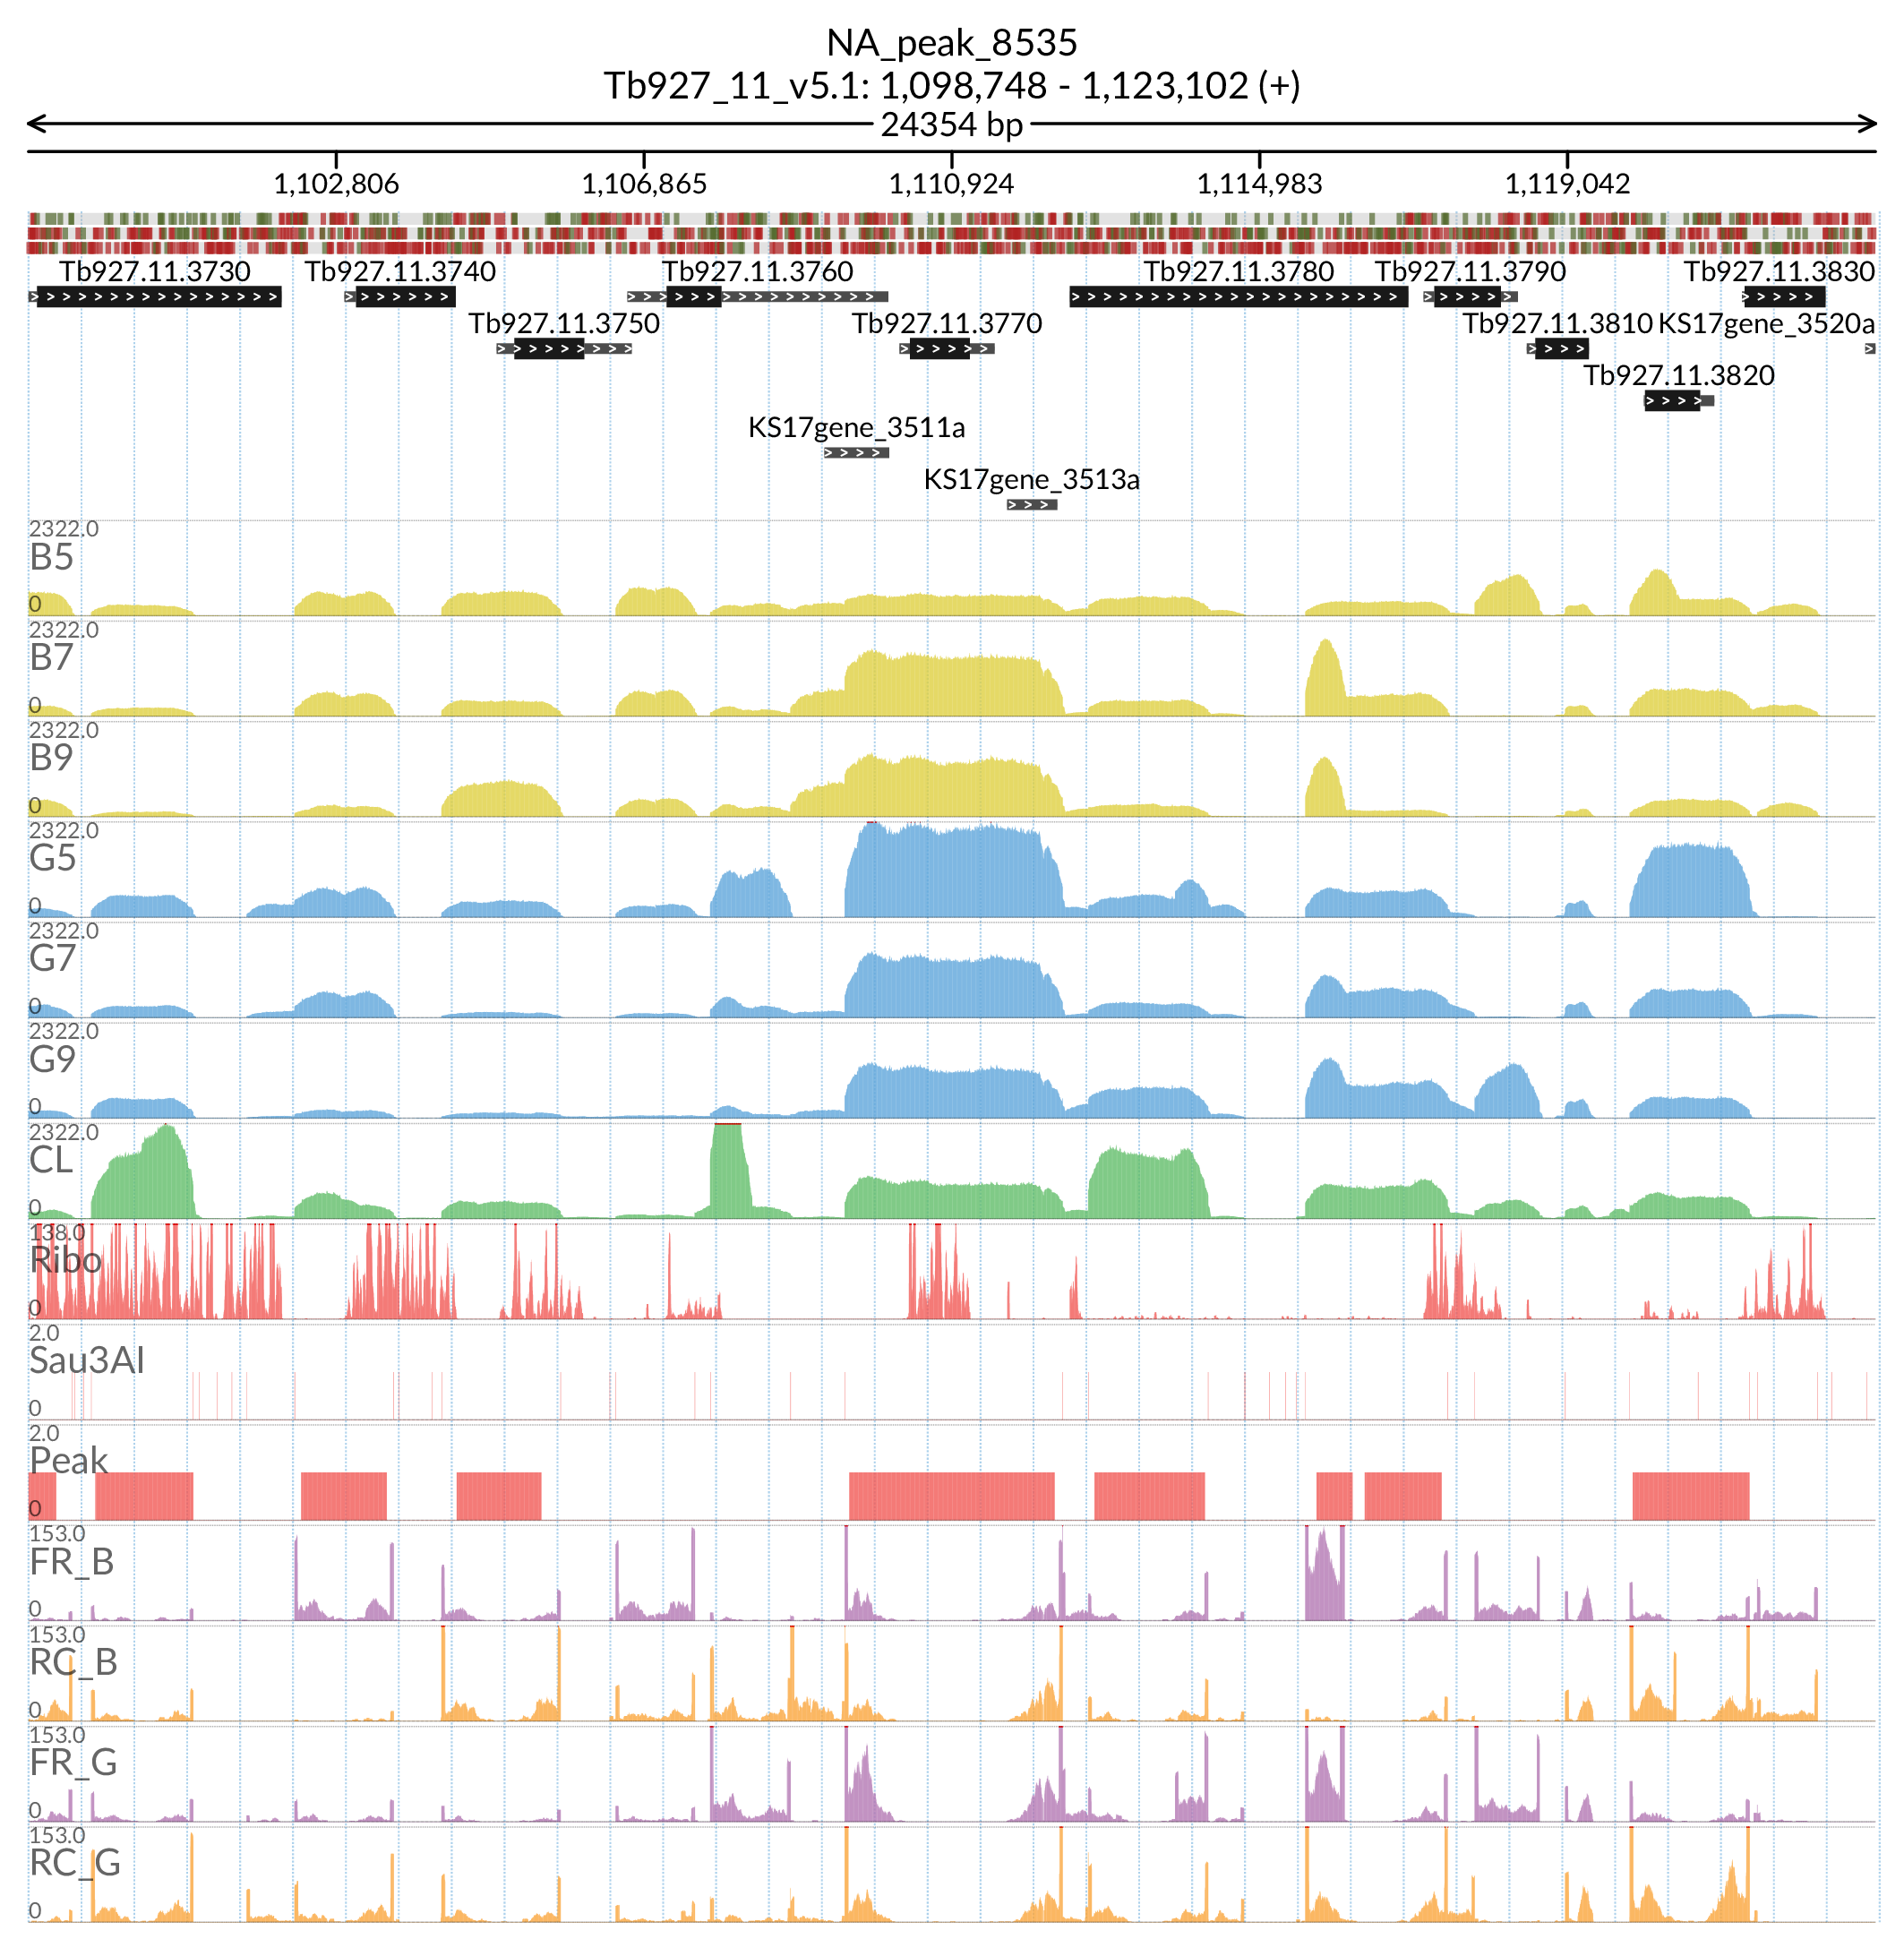 NA_peak_8535
Tb927_11_v5.1: 1,098,748 - 1,123,102 (+)
24354 bp
1,102,806 1,106,865 1,110,924 1,114,983 1,119,042
Tb927.11.3730 Tb927.11.3740 Tb927.11.3760 Tb927.11.3780 Tb927.11.3790 Tb927.11.3830
Tb927.11.3750 Tb927.11.3770 Tb927.11.3810 KS17gene_3520a
Tb927.11.3820
KS17gene_3511a
KS17gene_3513a
2322.0
B5
0
2322.0
B7
0
2322.0
B9
0
2322.0
G5
0
2322.0
G7
0
2322.0
G9
0
2322.0
CL
0
138.0
Ribo
0
2.0
Sau3AI
0
2.0
Peak
0
153.0
FR_B
0
153.0
RC_B
0
153.0
FR_G
0
153.0
RC_G
0